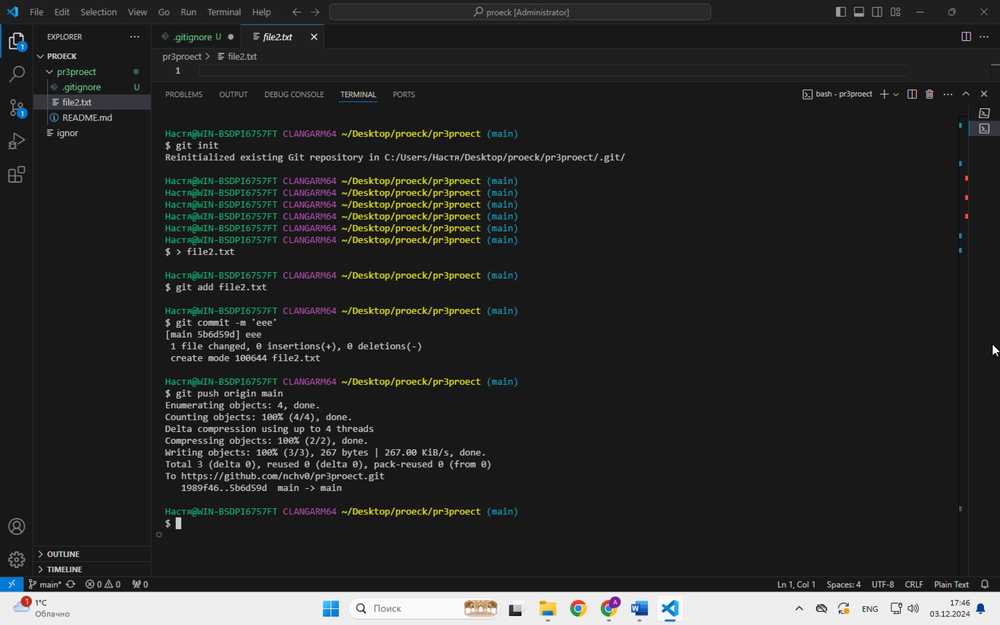 File Edit Selection View Go Run Terminal Help
proeck [Administrator]
EXPLORER
.gitignore U
file2.txt
PROECK
pr3proect > file2.txt
1
pr3proect
.gitignore U
file2.txt
README.md
ignor
1
1
PROBLEMS OUTPUT DEBUG CONSOLE TERMINAL PORTS
bash - pr3proect
Настя@WIN-BSDPI6757FT CLANGARM64 ~/Desktop/proeck/pr3proect (main)
$ git init
Reinitialized existing Git repository in C:/Users/Настя/Desktop/proeck/pr3proect/.git/
Настя@WIN-BSDPI6757FT CLANGARM64 ~/Desktop/proeck/pr3proect (main)
Настя@WIN-BSDPI6757FT CLANGARM64 ~/Desktop/proeck/pr3proect (main)
Настя@WIN-BSDPI6757FT CLANGARM64 ~/Desktop/proeck/pr3proect (main)
Настя@WIN-BSDPI6757FT CLANGARM64 ~/Desktop/proeck/pr3proect (main)
Настя@WIN-BSDPI6757FT CLANGARM64 ~/Desktop/proeck/pr3proect (main)
Настя@WIN-BSDPI6757FT CLANGARM64 ~/Desktop/proeck/pr3proect (main)
$ > file2.txt
Настя@WIN-BSDPI6757FT CLANGARM64 ~/Desktop/proeck/pr3proect (main)
$ git add file2.txt
Настя@WIN-BSDPI6757FT CLANGARM64 ~/Desktop/proeck/pr3proect (main)
$ git commit -m 'eee'
[main 5b6d59d] eee
1 file changed, 0 insertions(+), 0 deletions(-)
create mode 100644 file2.txt
Настя@WIN-BSDPI6757FT CLANGARM64 ~/Desktop/proeck/pr3proect (main)
$ git push origin main
Enumerating objects: 4, done.
Counting objects: 100% (4/4), done.
Delta compression using up to 4 threads
Compressing objects: 100% (2/2), done.
Writing objects: 100% (3/3), 267 bytes | 267.00 KiB/s, done.
Total 3 (delta 0), reused 0 (delta 0), pack-reused 0 (from 0)
To https://github.com/nchv0/pr3proect.git
1989f46..5b6d59d main -> main
Настя@WIN-BSDPI6757FT CLANGARM64 ~/Desktop/proeck/pr3proect (main)
$
OUTLINE
TIMELINE
main* 0 0 0
Ln 1, Col 1 Spaces: 4 UTF-8 CRLF Plain Text
1
1°C
Облачно
Поиск
A
W
ENG
17:46
03.12.2024